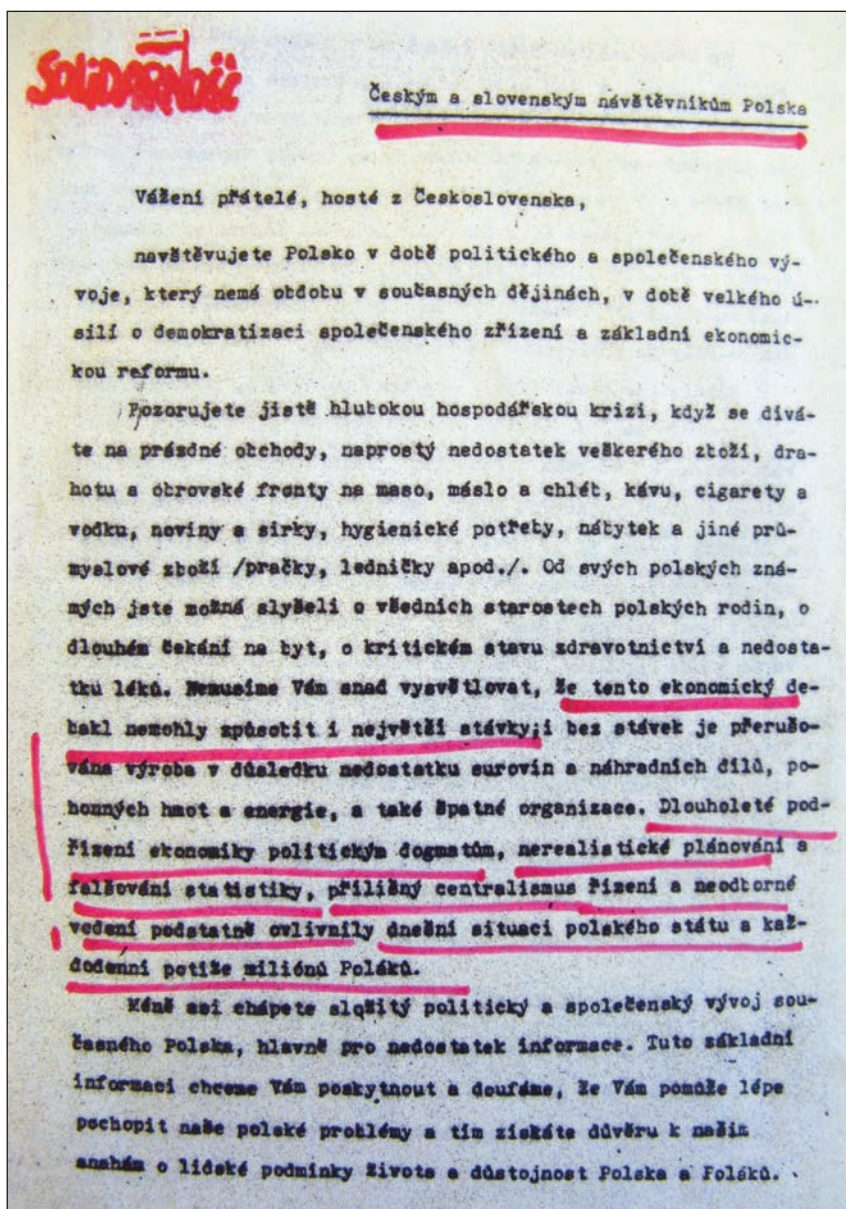 SOLIDARNOŚĆ
Českým a slovenským návštěvníkům Polska
Vážení přátelé, hosté z Československa,
navštěvujete Polsko v době politického a společenského vý-
voje, který nemá obdobu v současných dějinách, v době velkého ú-
silí o demokratizaci společenského zřízení a základní ekonomic-
kou reformu.
Pozorujete jistě hlubokou hospodářskou krizi, když se dívá-
te na prázdné obchody, naprostý nedostatek veškerého zboží, dra-
hotu a obrovské fronty na maso, máslo a chléb, kávu, cigarety a
vodku, noviny a sirky, hygienické potřeby, nábytek a jiné prů-
myslové zboží /pračky, ledničky apod./. Od svých polských zná-
mých jste možná slyšeli o všedních starostech polských rodin, o
dlouhém čekání na byt, o kritickém stavu zdravotnictví a nedosta-
tku léků. Nemusíme Vám snad vysvětlovat, že tento ekonomický de-
bakl nemohly způsobit i největší stávky;i bez stávek je přerušo-
vána výroba v důsledku nedostatku surovin a náhradních dílů, po-
honných hmot a energie, a také špatné organizace. Dlouholeté pod-
řízení ekonomiky politickým dogmatům, nerealistické plánování a
falšování statistiky, přílišný centralismus řízení a neodborné
vedení podstatně ovlivnily dnešní situaci polského státu a kaž-
dodenní potíže miliónů Poláků.
Méně asi chápete složitý politický a společenský vývoj sou-
časného Polska, hlavně pro nedostatek informace. Tuto základní
informaci chceme Vám poskytnout a doufáme, že Vám pomůže lépe
pochopit naše polské problémy a tím získáte důvěru k našim
snahám o lidské podmínky života a důstojnost Polska a Poláků.